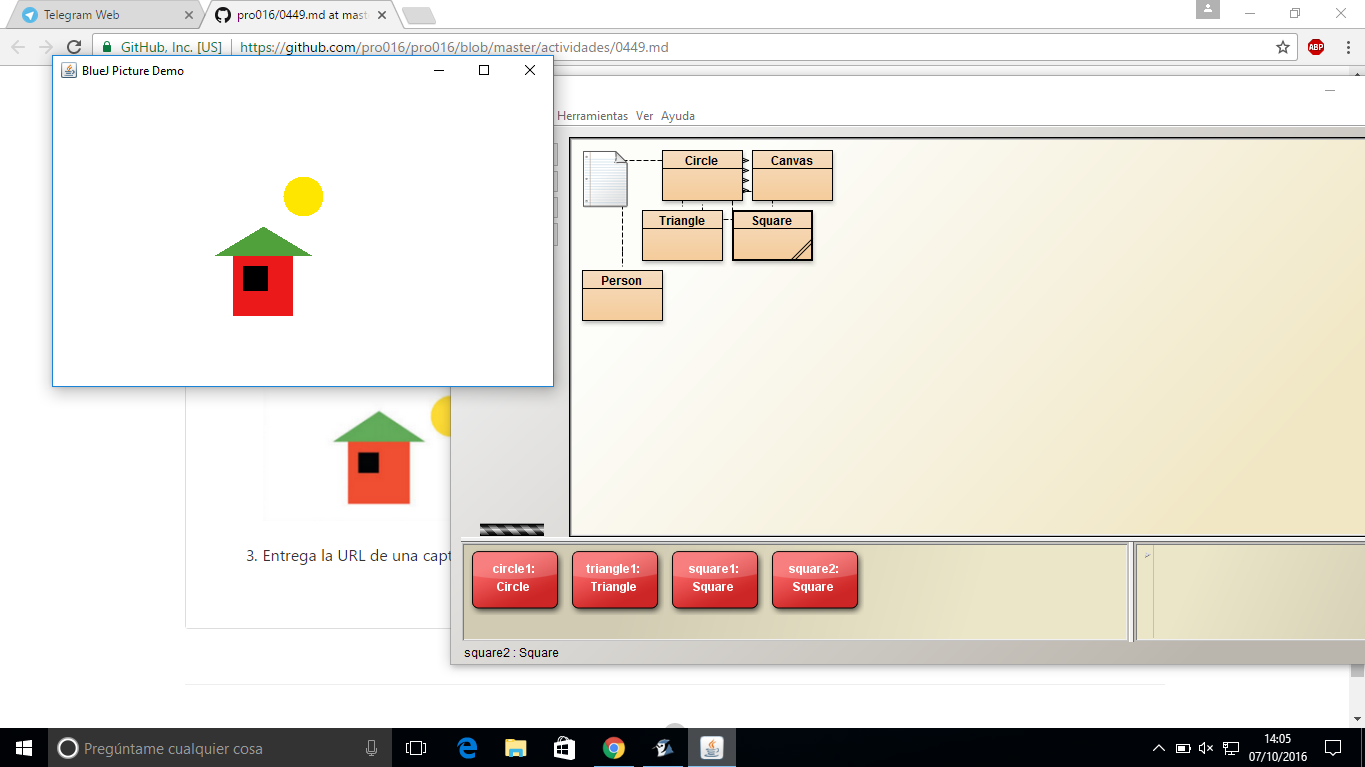 Telegram Web
pro016/0449.md at mast
GitHub, Inc. [US]
https://github.com/pro016/pro016/blob/master/actividades/0449.md
ABP
BlueJ Picture Demo
Herramientas Ver Ayuda
Circle
Canvas
Triangle
Square
Person
3. Entrega la URL de una capt
circle1:
Circle
triangle1:
Triangle
square1:
Square
square2:
Square
square2 : Square
Pregúntame cualquier cosa
14:05
07/10/2016